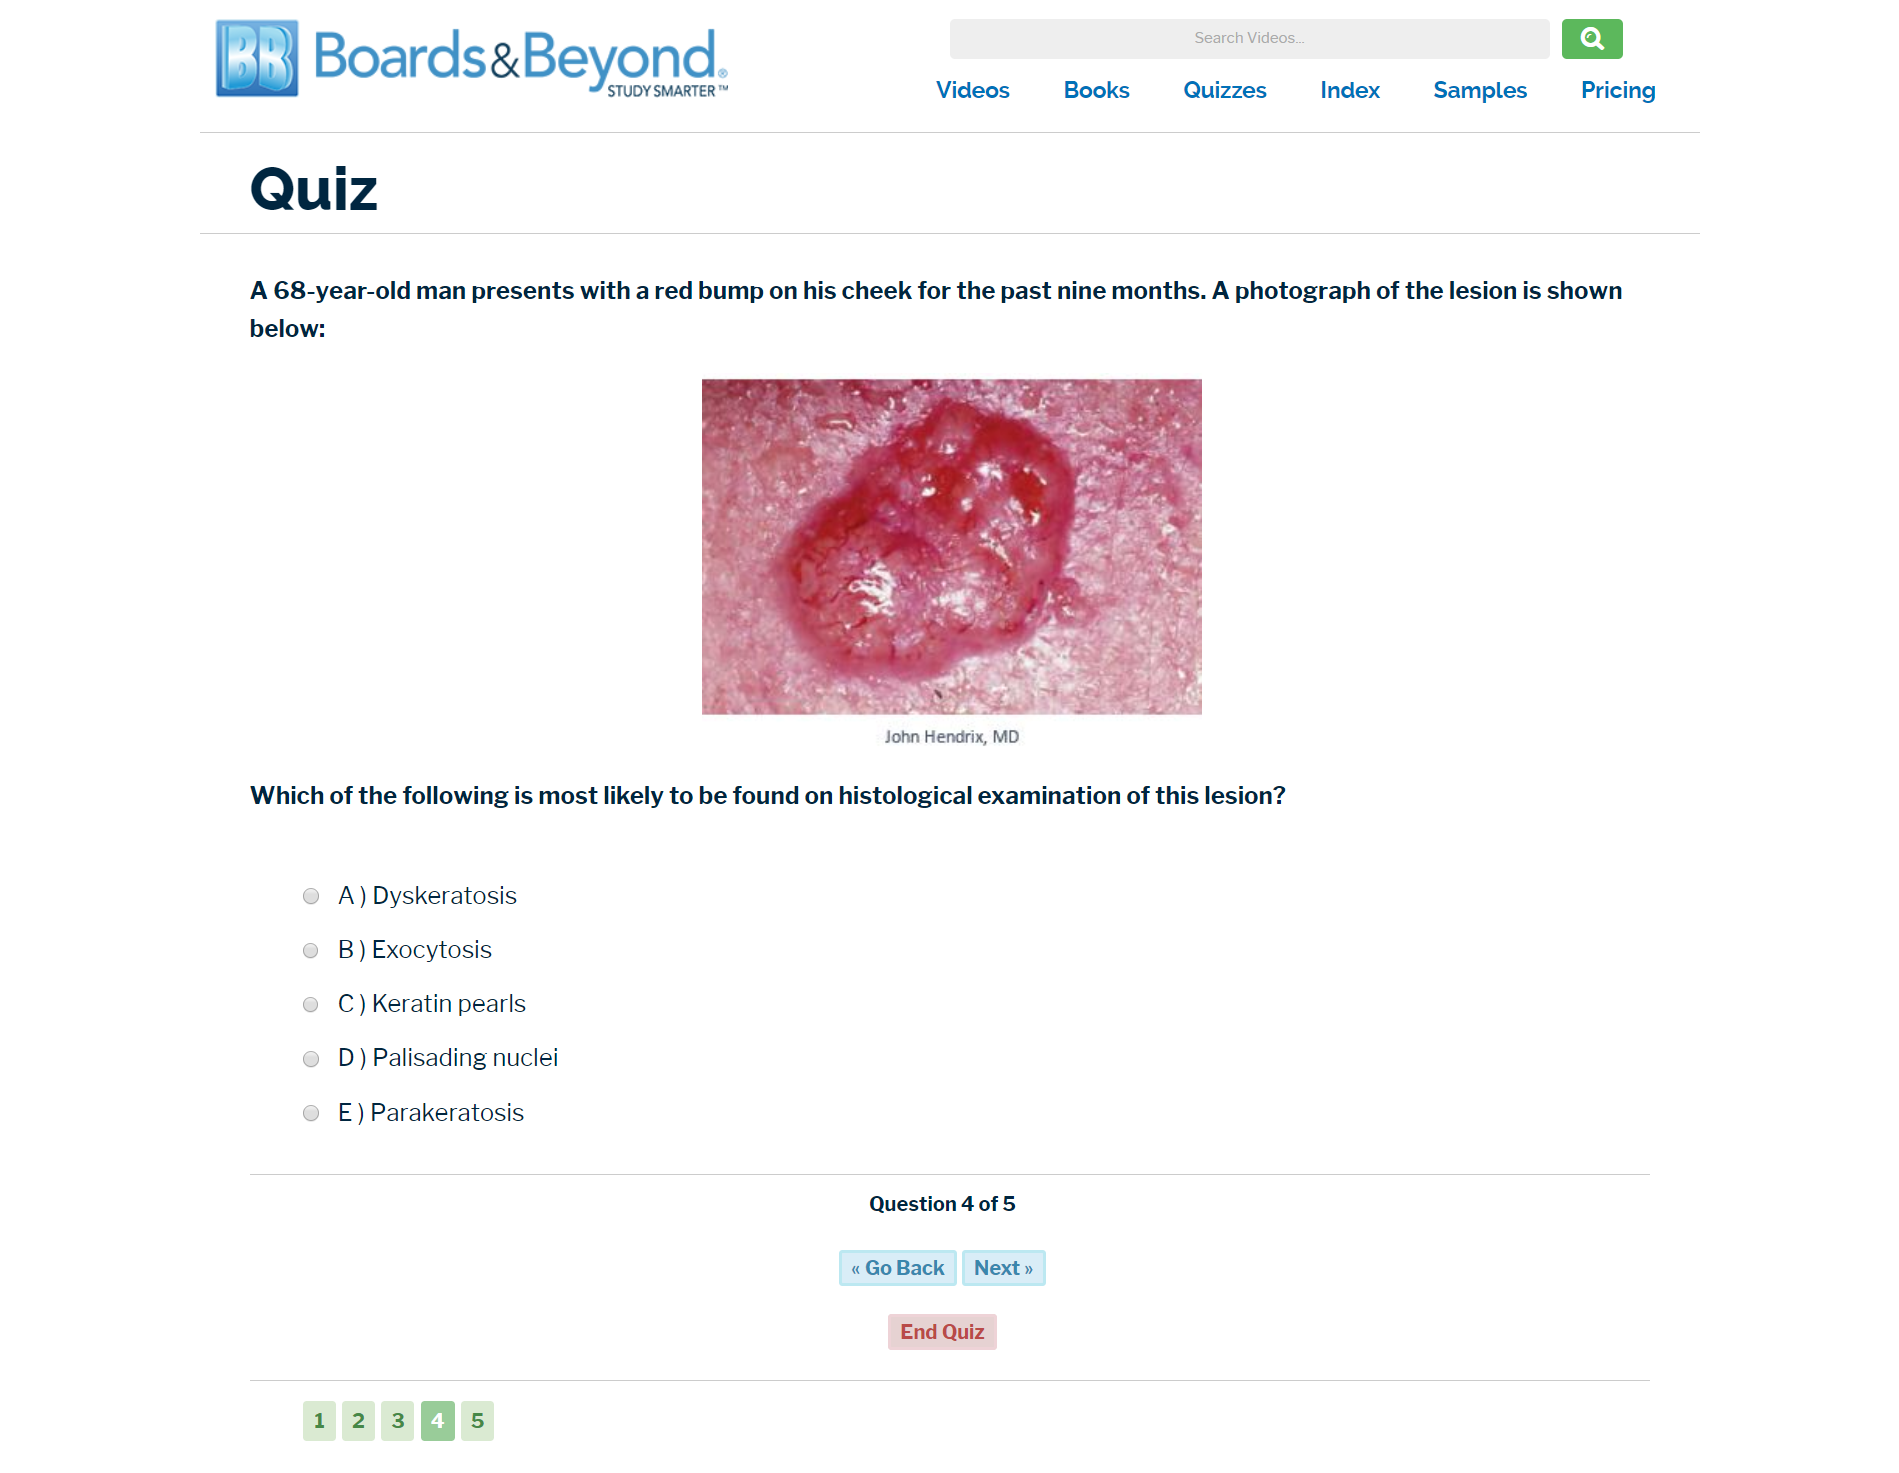 BB Boards&Beyond®
STUDY SMARTER™
Search Videos...
Videos Books Quizzes Index Samples Pricing
Quiz
A 68-year-old man presents with a red bump on his cheek for the past nine months. A photograph of the lesion is shown
below:
John Hendrix, MD
Which of the following is most likely to be found on histological examination of this lesion?
A ) Dyskeratosis
B ) Exocytosis
C ) Keratin pearls
D ) Palisading nuclei
E ) Parakeratosis
Question 4 of 5
« Go Back Next »
End Quiz
1 2 3 4 5